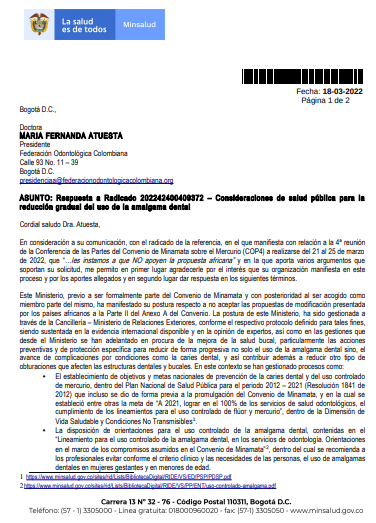 La salud
es de todos
Minsalud
Fecha: 18-03-2022
Página 1 de 2
Bogotá D.C.,
Doctora
MARIA FERNANDA ATUESTA
Presidente
Federación Odontológica Colombiana
Calle 93 No. 11 – 39
Bogotá D.C.
presidenciaa@federacionodontologicacolombiana.org
ASUNTO: Respuesta a Radicado 202242400409372 – Consideraciones de salud pública para la
reducción gradual del uso de la amalgama dental
Cordial saludo Dra. Atuesta,
En consideración a su comunicación, con el radicado de la referencia, en el que manifiesta con relación a la 4ª reunión
de la Conferencia de las Partes del Convenio de Minamata sobre el Mercurio (COP4) a realizarse del 21 al 25 de marzo
de 2022, que “…les instamos a que NO apoyen la propuesta africana” y en la que aporta varios argumentos que
soportan su solicitud, me permito en primer lugar agradecerle por el interés que su organización manifiesta en este
proceso y por los aportes allegados y en segundo lugar dar respuesta en los siguientes términos.
Este Ministerio, previo a ser formalmente parte del Convenio de Minamata y con posterioridad al ser acogido como
miembro parte del mismo, ha manifestado su postura respecto a no aceptar las propuestas de modificación presentada
por los países africanos a la Parte II del Anexo A del Convenio. La postura de este Ministerio, ha sido gestionada a
través de la Cancillería – Ministerio de Relaciones Exteriores, conforme el respectivo protocolo definido para tales fines,
siendo sustentada en la evidencia internacional disponible y en la opinión de expertos, así como en las gestiones que
desde el Ministerio se han adelantado en procura de la mejora de la salud bucal, particularmente las acciones
preventivas y de protección específica para reducir de forma progresiva no solo el uso de la amalgama dental sino, el
avance de complicaciones por condiciones como la caries dental, y así contribuir además a reducir otro tipo de
obturaciones que afectan las estructuras dentales y bucales. En este contexto se han gestionado procesos como:
• El establecimiento de objetivos y metas nacionales de prevención de la caries dental y del uso controlado
de mercurio, dentro del Plan Nacional de Salud Pública para el periodo 2012 – 2021 (Resolución 1841 de
2012) que incluso se dio de forma previa a la promulgación del Convenio de Minamata, y en la cual se
estableció entre otras la meta de “A 2021, lograr en el 100% de los servicios de salud odontológicos, el
cumplimiento de los lineamientos para el uso controlado de flúor y mercurio”, dentro de la Dimensión de
Vida Saludable y Condiciones No Transmisibles1.
• La disposición de orientaciones para el uso controlado de la amalgama dental, contenidas en el
“Lineamiento para el uso controlado de la amalgama dental, en los servicios de odontología. Orientaciones
en el marco de los compromisos asumidos en el Convenio de Minamata”2, dentro del cual se recomienda a
los profesionales evitar conforme el criterio clínico y las necesidades de las personas, el uso de amalgamas
dentales en mujeres gestantes y en menores de edad.
1 https://www.minsalud.gov.co/sites/rid/Lists/BibliotecaDigital/RIDE/VS/ED/PSP/PDSP.pdf
2 https://www.minsalud.gov.co/sites/rid/Lists/BibliotecaDigital/RIDE/VS/PP/ENT/uso-controlado-amalgama.pdf
Carrera 13 N° 32 - 76 - Código Postal 110311, Bogotá D.C.
Teléfono: (57 - 1) 3305000 - Línea gratuita: 018000960020 - fax: (57-1) 3305050 - www.minsalud.gov.co